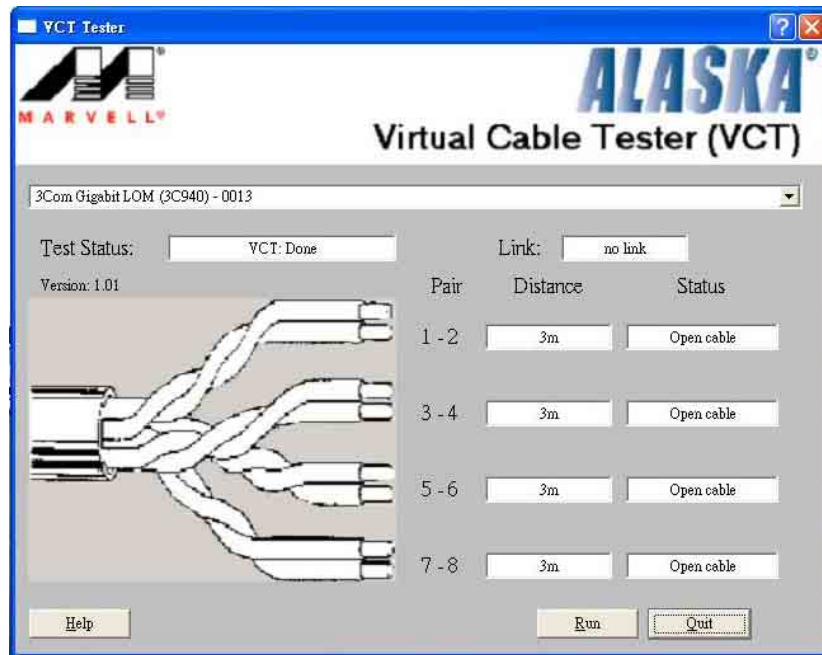 VCT Tester
MARVELL®
ALASKA®
Virtual Cable Tester (VCT)
3Com Gigabit LOM (3C940) - 0013
Test Status: VCT: Done Link: no link
Version: 1.01 Pair Distance Status
1 - 2 3m Open cable
3 - 4 3m Open cable
5 - 6 3m Open cable
7 - 8 3m Open cable
Help Run Quit